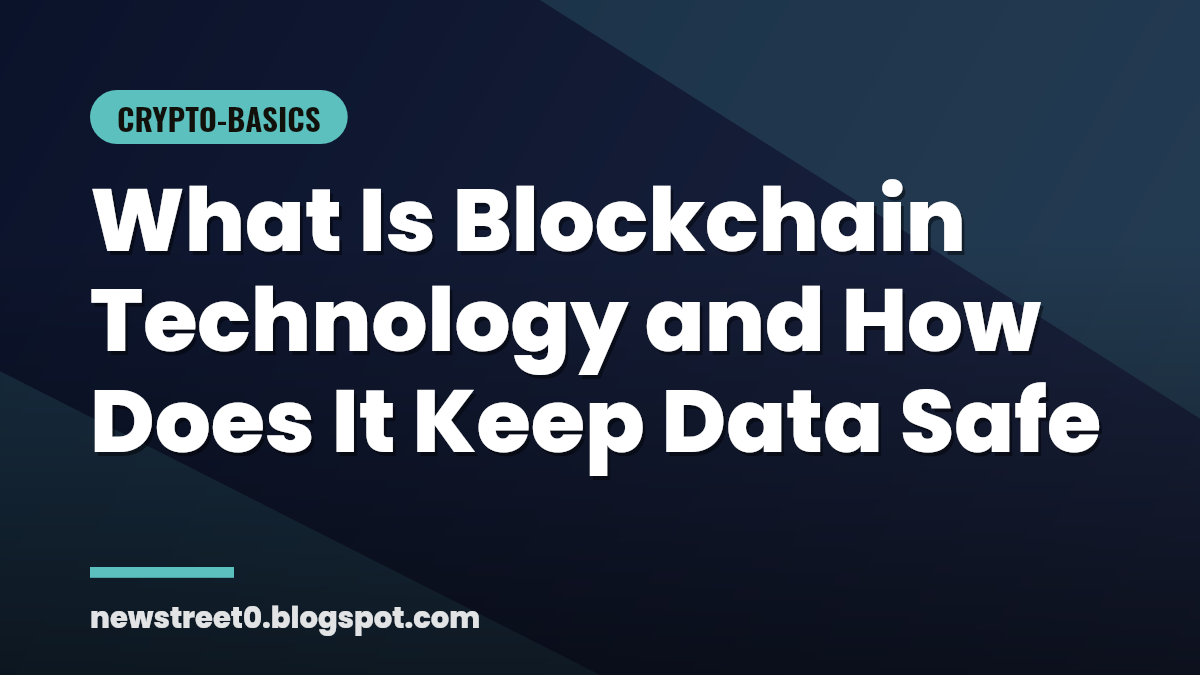 CRYPTO-BASICS
What Is Blockchain
Technology and How
Does It Keep Data Safe
newstreet0.blogspot.com